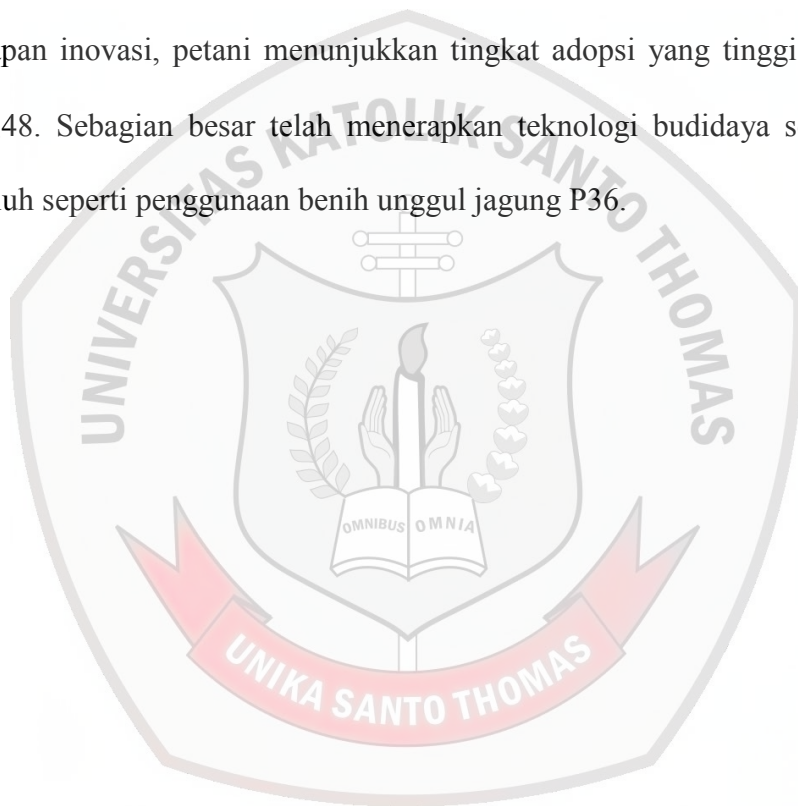 pan inovasi, petani menunjukkan tingkat adopsi yang tinggi
48. Sebagian besar telah menerapkan teknologi budidaya s
uh seperti penggunaan benih unggul jagung P36.
UNIVERSITAS KATOLIK SANTO THOMAS
OMNIBUS OMNIA
UNIKA SANTO THOMAS